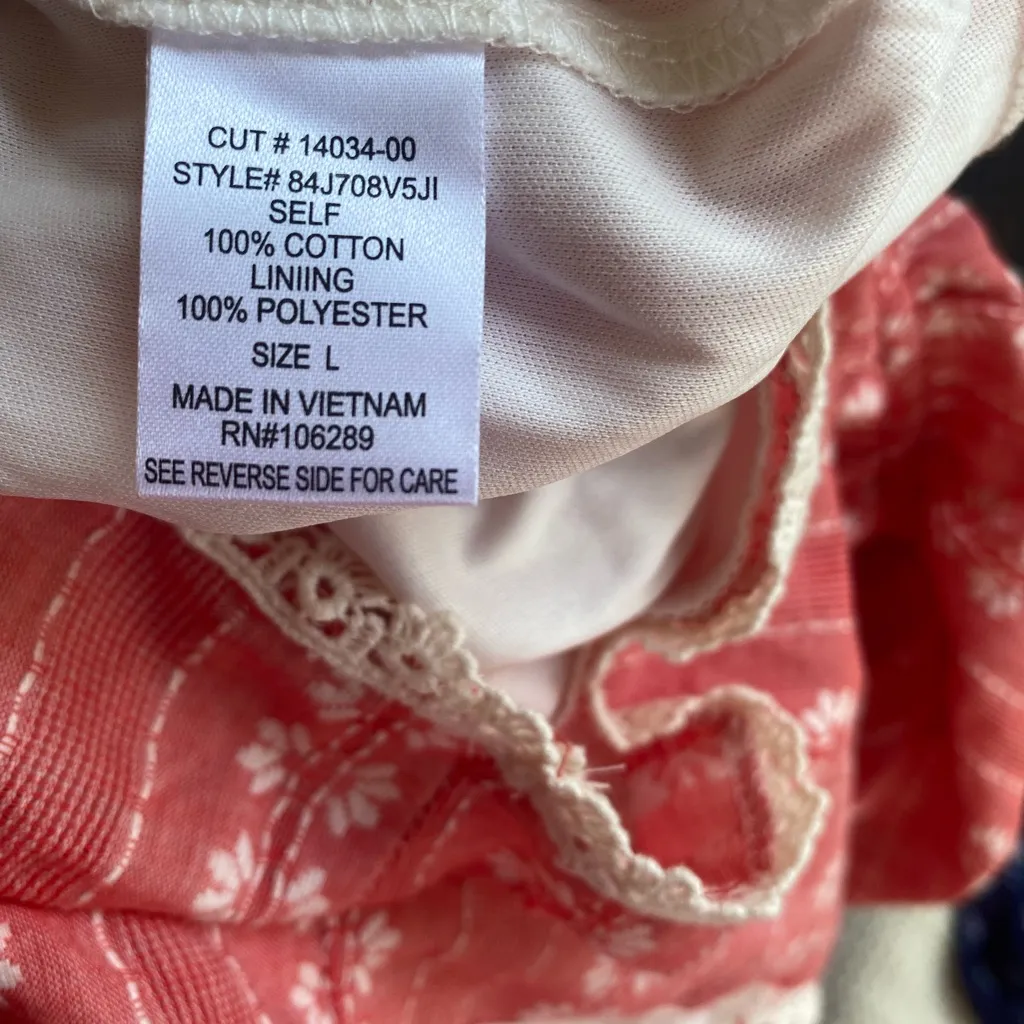 CUT # 14034-00
STYLE# 84J708V5JI
SELF
100% COTTON
LINIING
100% POLYESTER
SIZE L
MADE IN VIETNAM
RN#106289
SEE REVERSE SIDE FOR CARE